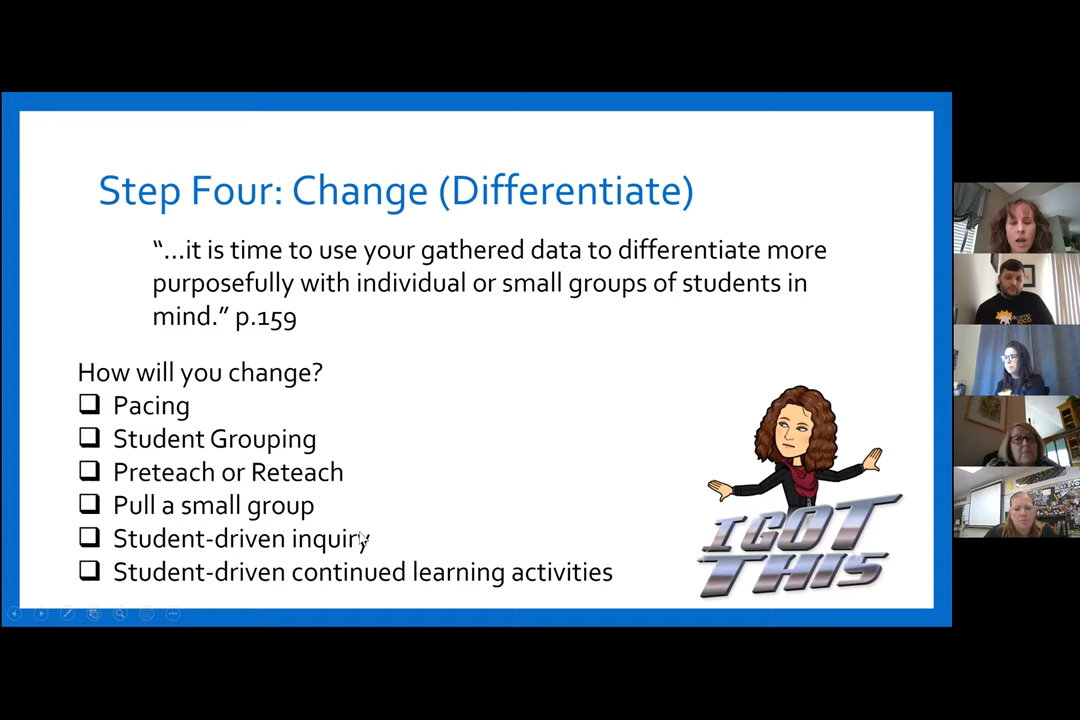 Step Four: Change (Differentiate)
“...it is time to use your gathered data to differentiate more
purposefully with individual or small groups of students in
mind.” p.159
How will you change?
❑ Pacing
❑ Student Grouping
❑ Preteach or Reteach
❑ Pull a small group
❑ Student-driven inquiry
❑ Student-driven continued learning activities
I GOT
THIS